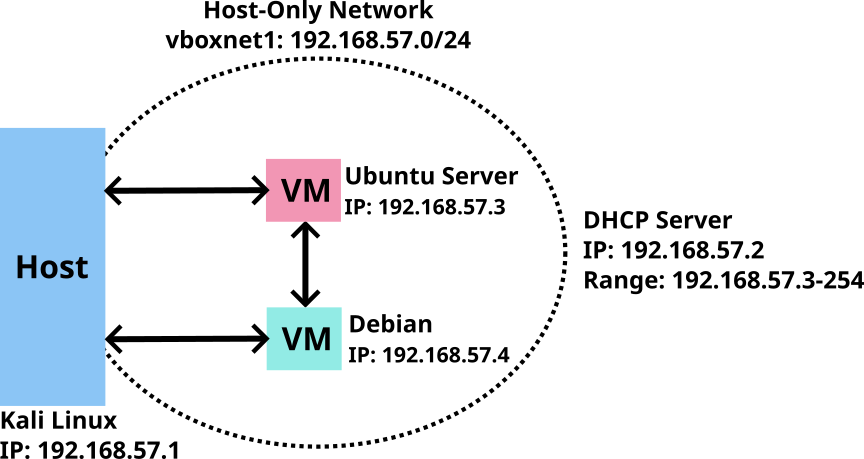 Host-Only Network
vboxnet1: 192.168.57.0/24
VM
Ubuntu Server
IP: 192.168.57.3
Host
VM
Debian
IP: 192.168.57.4
DHCP Server
IP: 192.168.57.2
Range: 192.168.57.3-254
Kali Linux
IP: 192.168.57.1